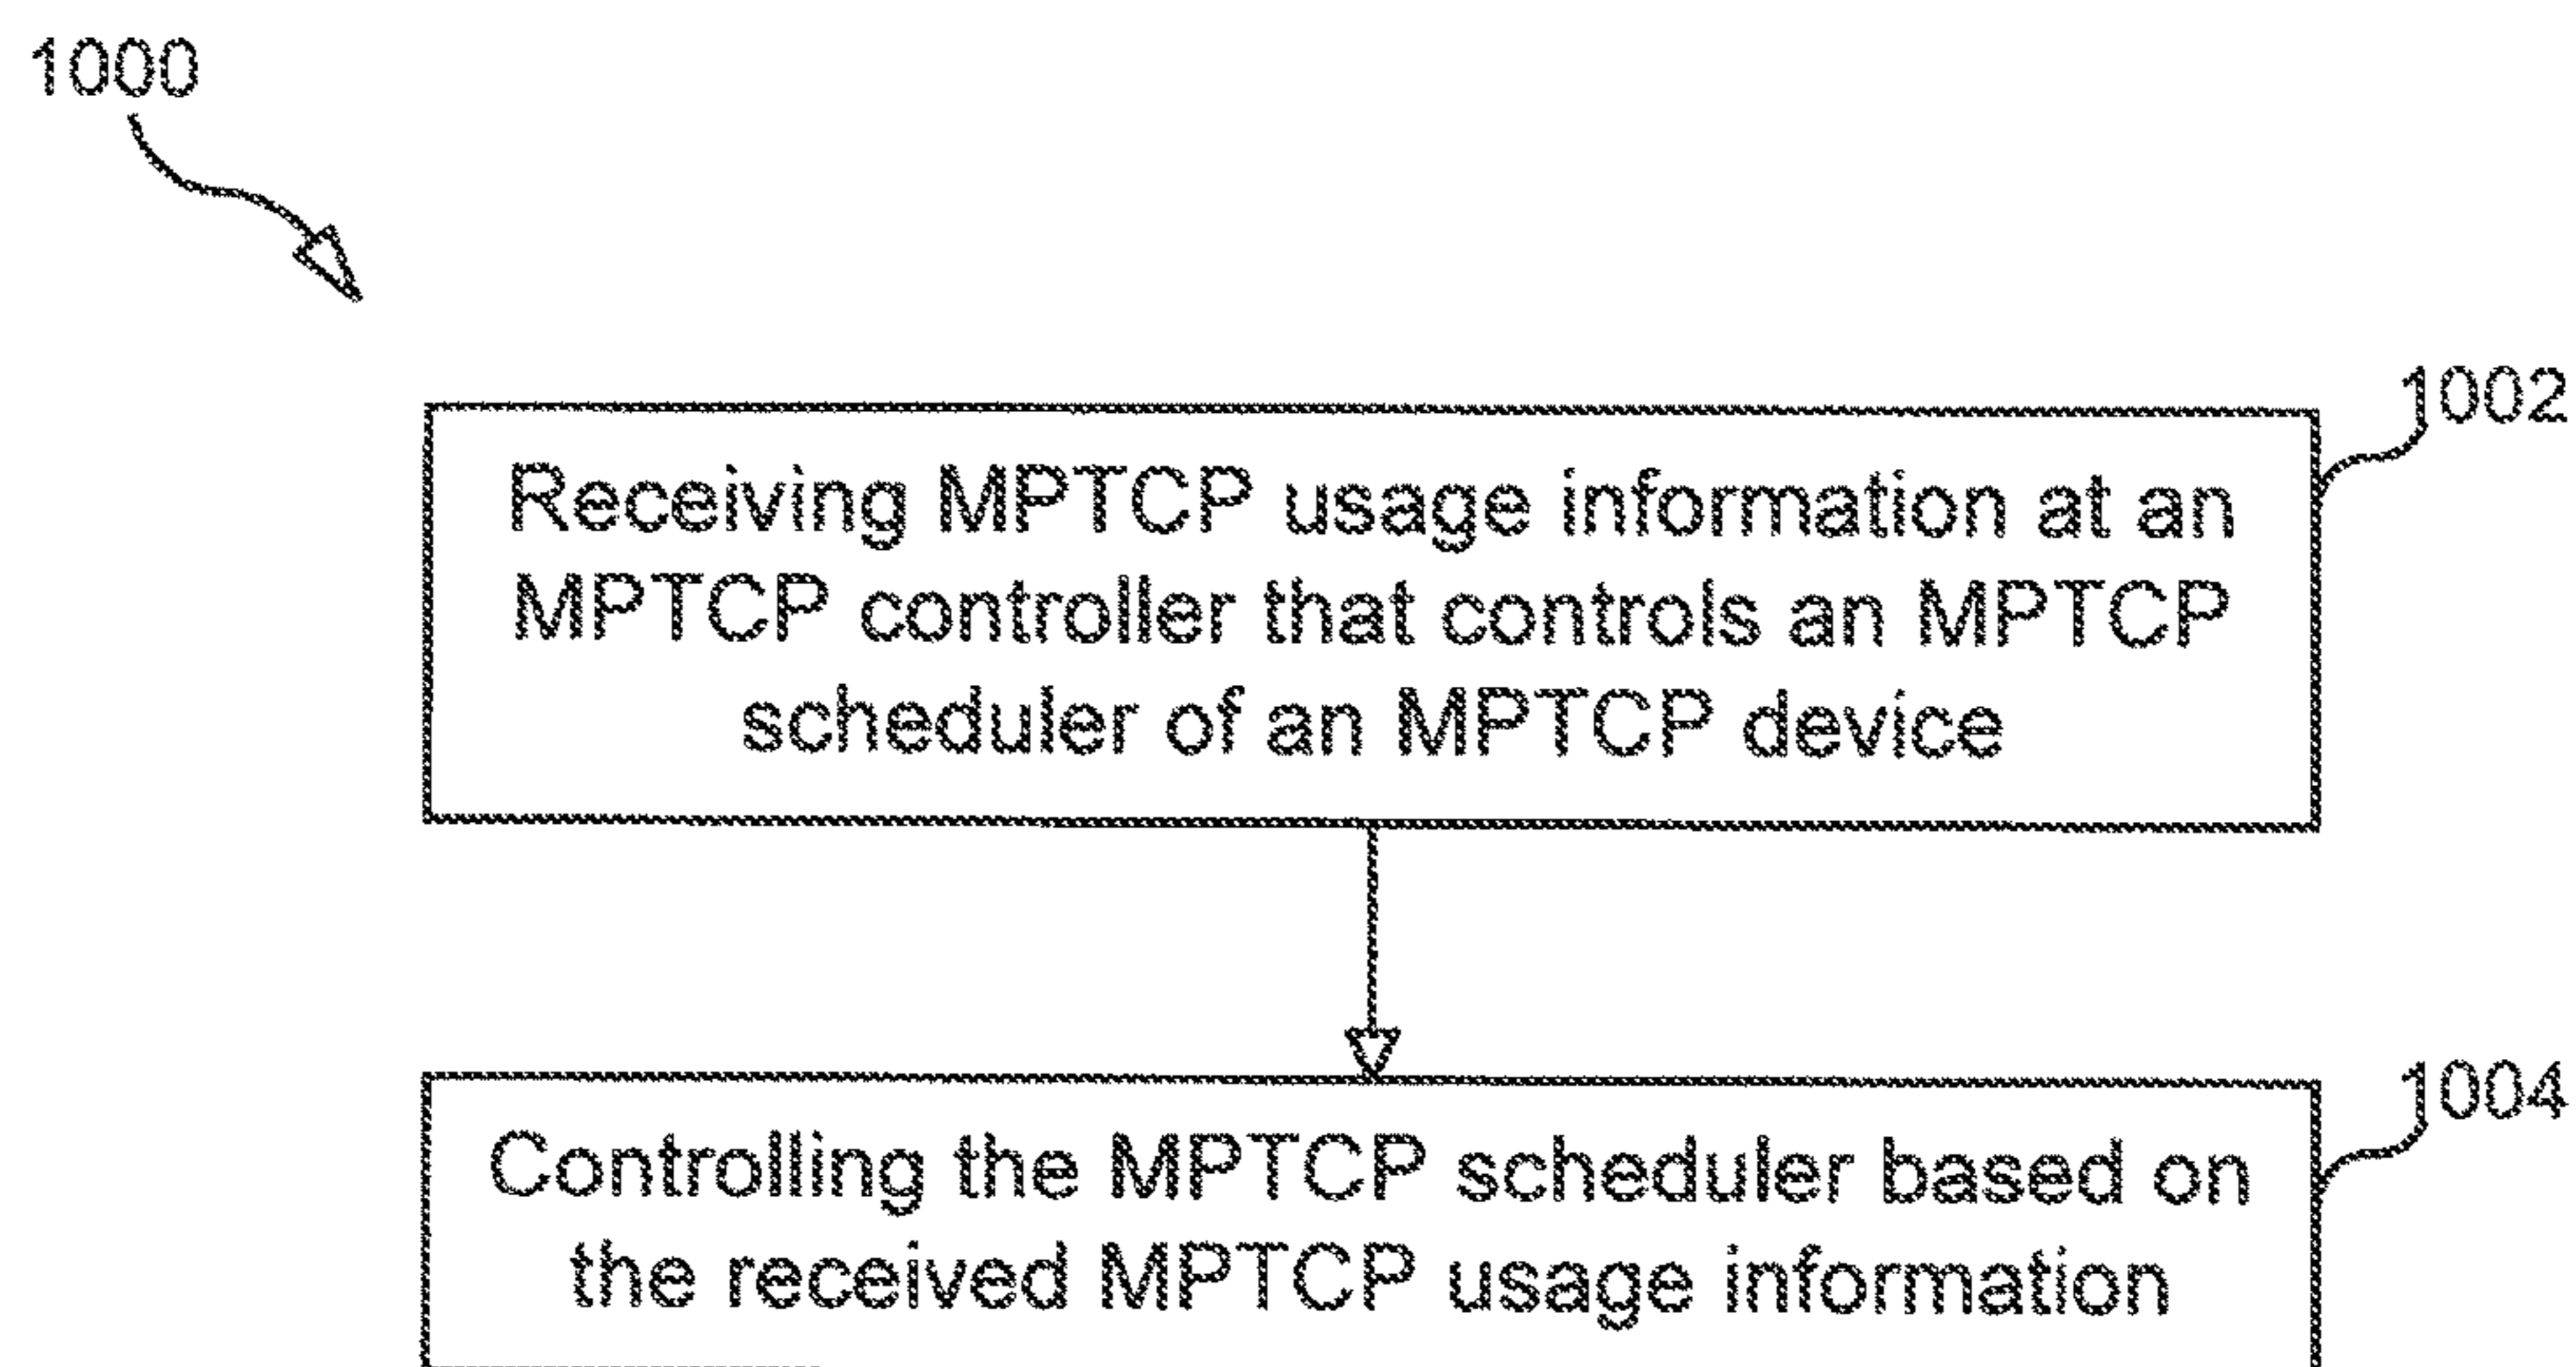 1000
1002
Receiving MPTCP usage information at an
MPTCP controller that controls an MPTCP
scheduler of an MPTCP device
1004
Controlling the MPTCP scheduler based on
the received MPTCP usage information